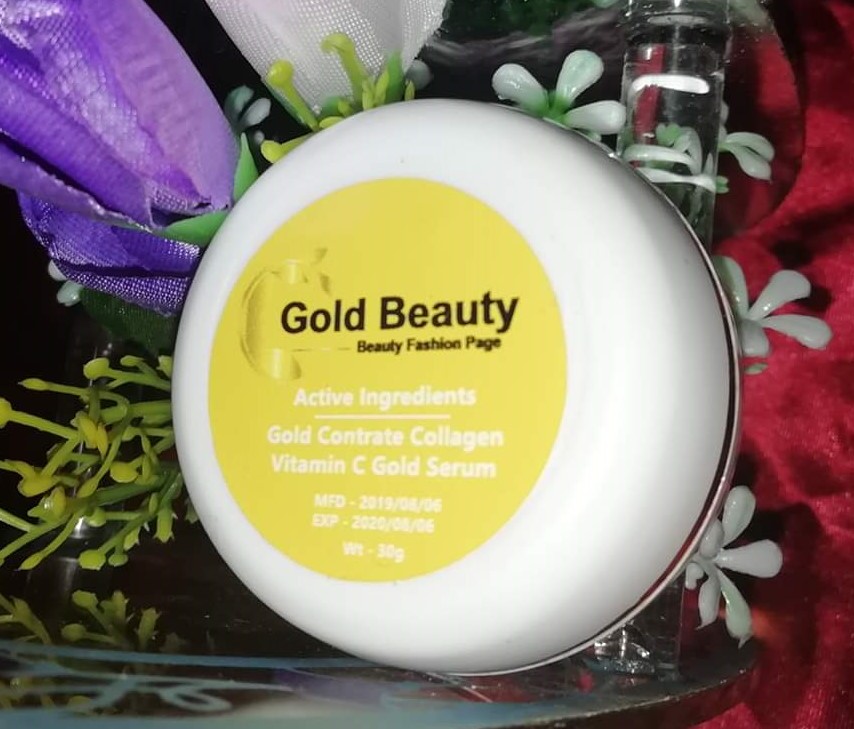 Gold Beauty
Beauty Fashion Page
Active Ingredients
Gold Contrate Collagen
Vitamin C Gold Serum
MFD - 2019/08/06
EXP - 2020/08/06
Wt - 30g